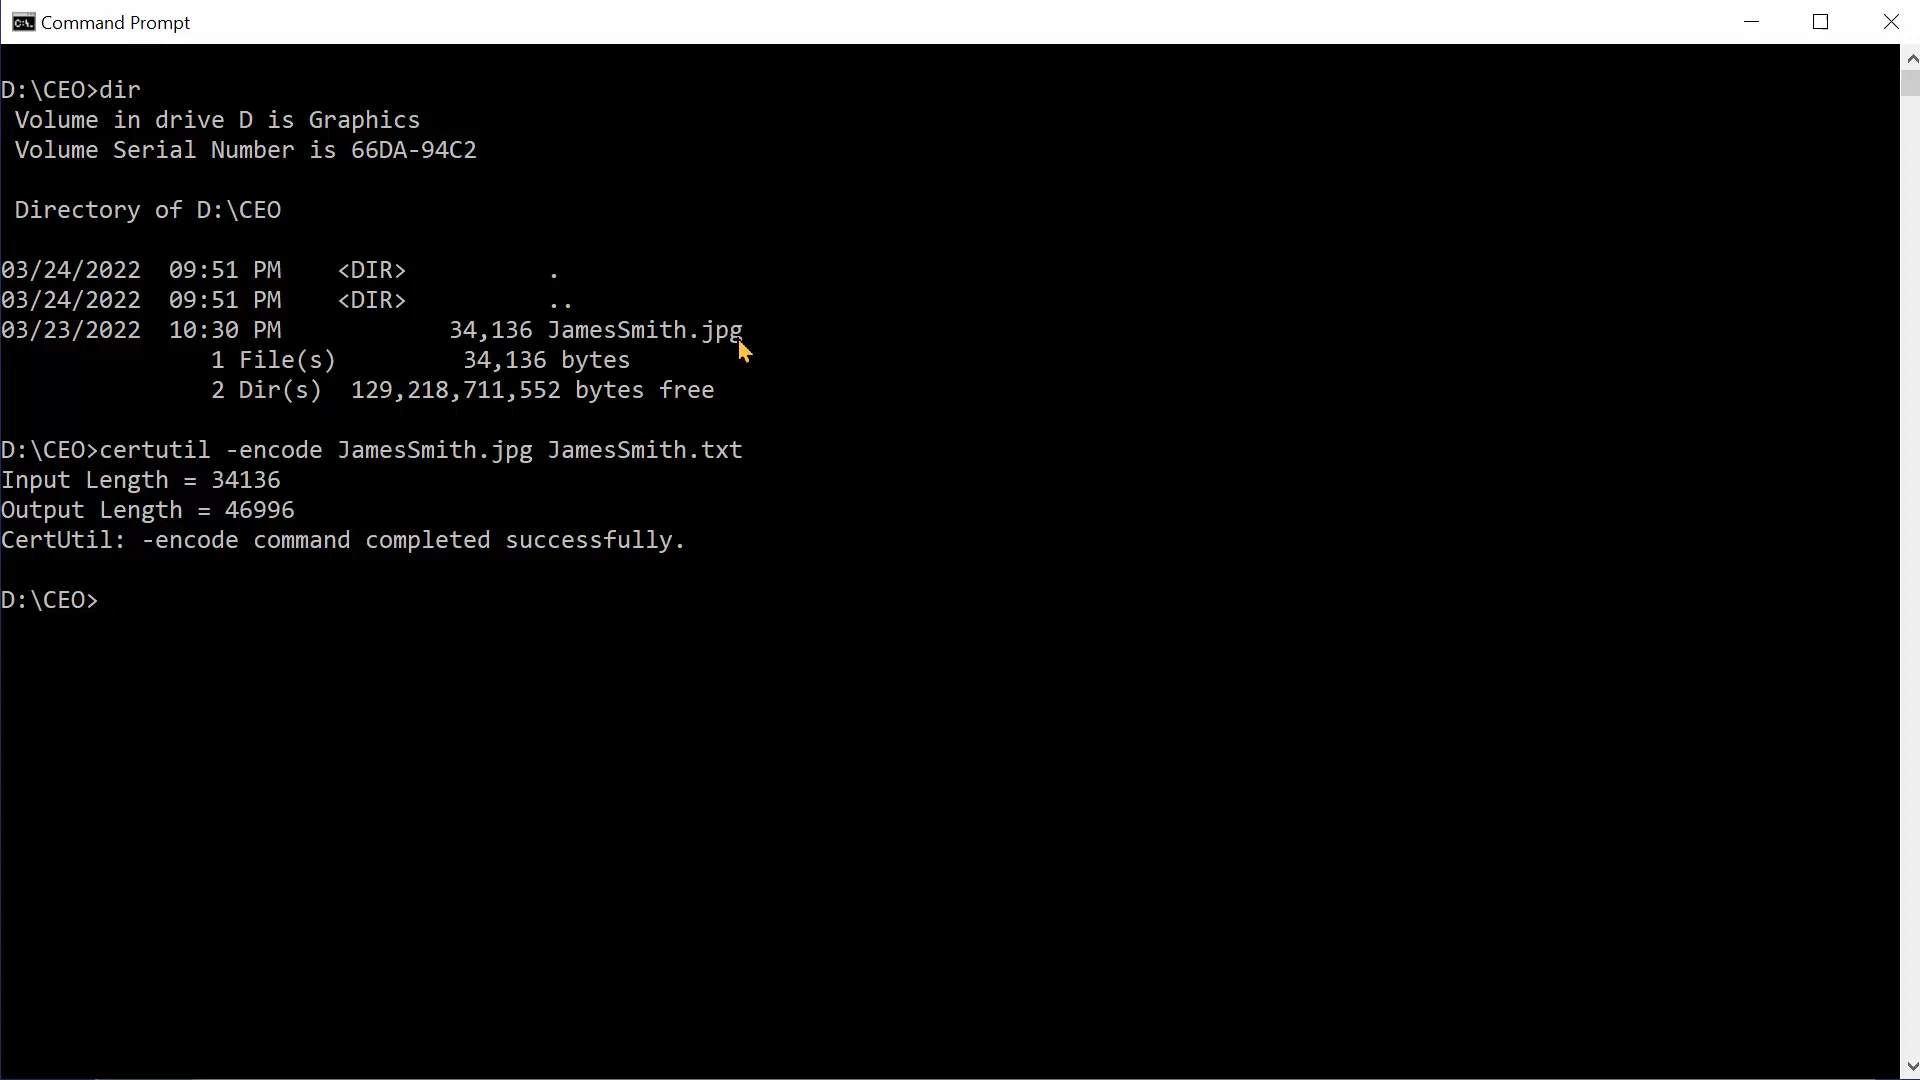 Command Prompt
D:\CEO>dir
 Volume in drive D is Graphics
 Volume Serial Number is 66DA-94C2
 Directory of D:\CEO
03/24/2022  09:51 PM    <DIR>          .
03/24/2022  09:51 PM    <DIR>          ..
03/23/2022  10:30 PM            34,136 JamesSmith.jpg
               1 File(s)         34,136 bytes
               2 Dir(s)  129,218,711,552 bytes free
D:\CEO>certutil -encode JamesSmith.jpg JamesSmith.txt
Input Length = 34136
Output Length = 46996
CertUtil: -encode command completed successfully.
D:\CEO>